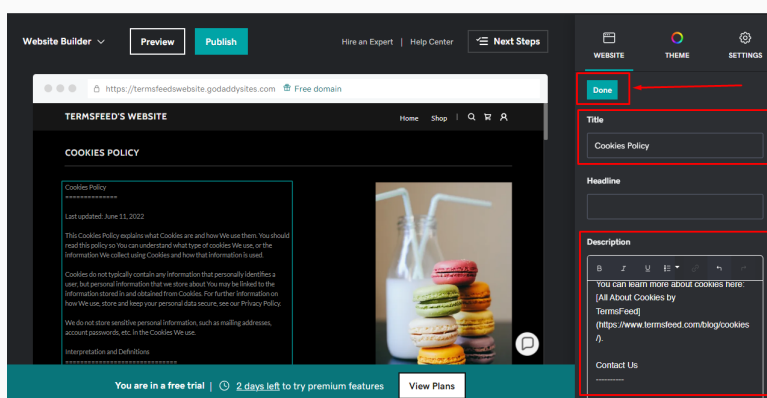 Website Builder
Preview
Publish
Hire an Expert | Help Center
Next Steps
WEBSITE
THEME
SETTINGS
https://termsfeedswebsite.godaddysites.com
Free domain
Done
TERMSFEED'S WEBSITE
Home Shop
Title
Cookies Policy
COOKIES POLICY
Headline
Cookies Policy
==============
Last updated: June 11, 2022
This Cookies Policy explains what Cookies are and how We use them. You should
read this policy so You can understand what type of cookies We use, or the
information We collect using Cookies and how that information is used.
Cookies do not typically contain any information that personally identifies a
user, but personal information that we store about You may be linked to the
information stored in and obtained from Cookies. For further information on
how We use, store and keep your personal data secure, see our Privacy Policy.
We do not store sensitive personal information, such as mailing addresses,
account passwords, etc. in the Cookies We use.
Interpretation and Definitions
==============================
Description
B I U
You can learn more about cookies here:
[All About Cookies by
TermsFeed]
(https://www.termsfeed.com/blog/cookies
/).
Contact Us
----------
You are in a free trial | 2 days left to try premium features
View Plans